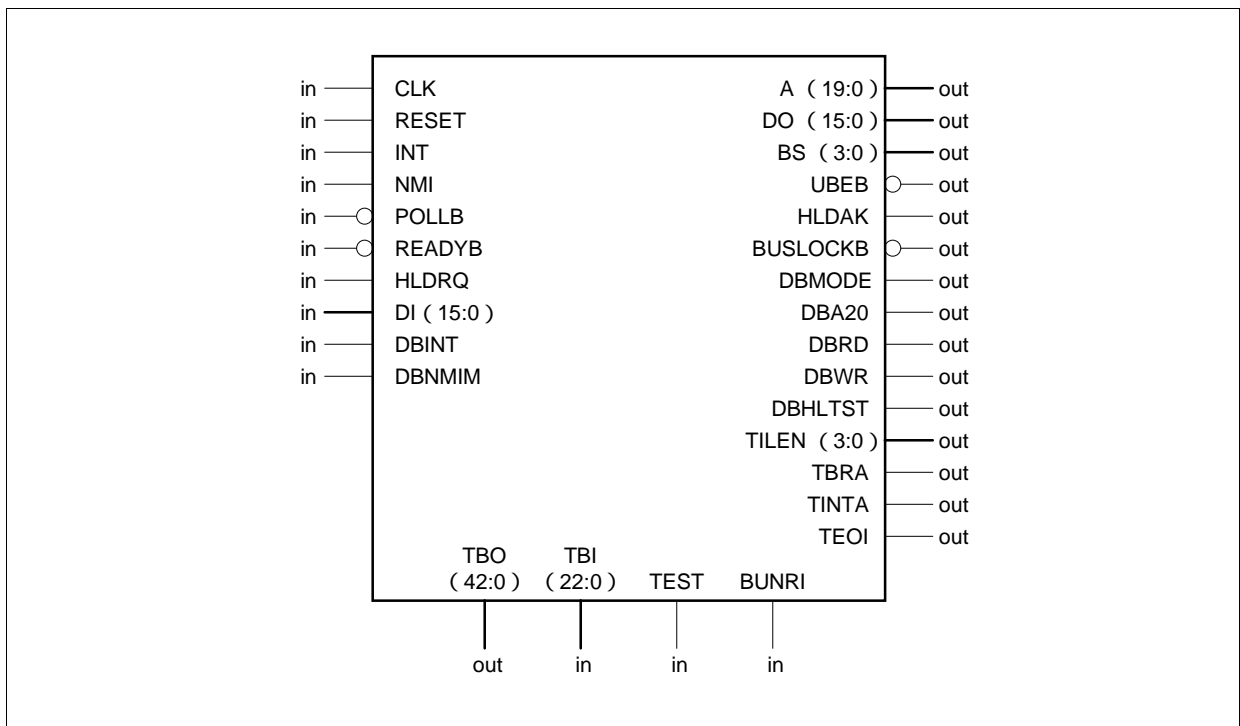 in CLK A ( 19:0 ) out
in RESET DO ( 15:0 ) out
in INT BS ( 3:0 ) out
in NMI UBEB out
in POLLB HLDAK out
in READYB BUSLOCKB out
in HLDRQ DBMODE out
in DI ( 15:0 ) DBA20 out
in DBINT DBRD out
in DBNMIM DBWR out
DBHLTST out
TILEN ( 3:0 ) out
TBRA out
TINTA out
TEOI out
TBO TBI
( 42:0 ) ( 22:0 ) TEST BUNRI
out in in in